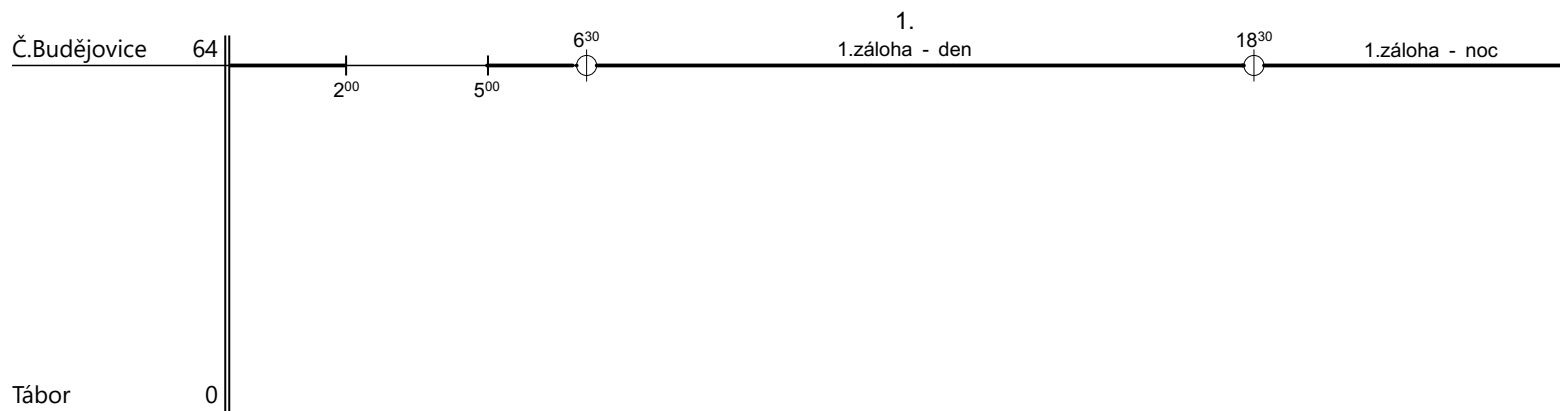 1.
Č.Budějovice 64 6³⁰ 1.záloha - den 18³⁰ 1.záloha - noc
2⁰⁰ 5⁰⁰
Tábor 0